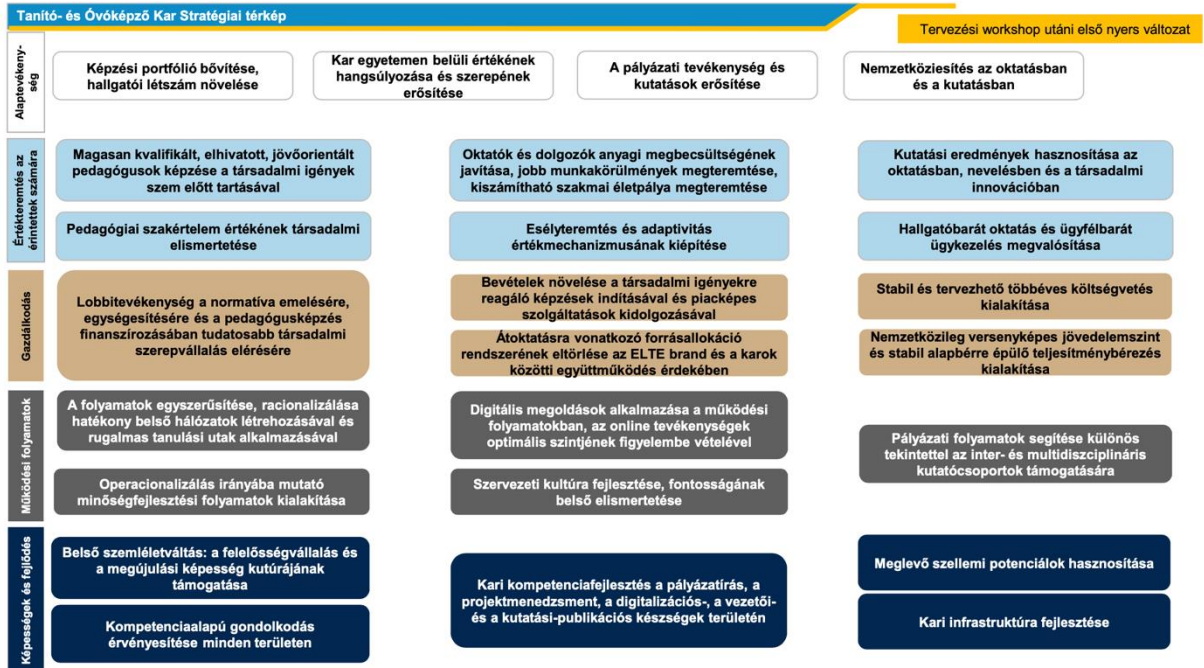 Tanító- és Óvóképző Kar Stratégiai térkép
Tervezési workshop utáni első nyers változat
Alaptevékeny-
ség
Képzési portfólió bővítése,
hallgatói létszám növelése
Kar egyetemen belüli értékének
hangsúlyozása és szerepének
erősítése
A pályázati tevékenység és
kutatások erősítése
Nemzetköziesítés az oktatásban
és a kutatásban
Értékteremtés az
érintettek számára
Magasan kvalifikált, elhivatott, jövőorientált
pedagógusok képzése a társadalmi igények
szem előtt tartásával
Oktatók és dolgozók anyagi megbecsültségének
javítása, jobb munkakörülmények megteremtése,
kiszámítható szakmai életpálya megteremtése
Kutatási eredmények hasznosítása az
oktatásban, nevelésben és a társadalmi
innovációban
Pedagógiai szakértelem értékének társadalmi
elismertetése
Esélyteremtés és adaptivitás
értékmechanizmusának kiépítése
Hallgatóbarát oktatás és ügyfélbarát
ügykezelés megvalósítása
Gazdálkodás
Lobbitevékenység a normatíva emelésére,
egységesítésére és a pedagógusképzés
finanszírozásában tudatosabb társadalmi
szerepvállalás elérésére
Bevételek növelése a társadalmi igényekre
reagáló képzések indításával és piacképes
szolgáltatások kidolgozásával
Stabil és tervezhető többéves költségvetés
kialakítása
Átoktatásra vonatkozó forrásallokáció
rendszerének eltörlése az ELTE brand és a karok
közötti együttműködés érdekében
Nemzetközileg versenyképes jövedelemszint
és stabil alapbérre épülő teljesítménybérezés
kialakítása
Működési folyamatok
A folyamatok egyszerűsítése, racionalizálása
hatékony belső hálózatok létrehozásával és
rugalmas tanulási utak alkalmazásával
Digitális megoldások alkalmazása a működési
folyamatokban, az online tevékenységek
optimális szintjének figyelembe vételével
Pályázati folyamatok segítése különös
tekintettel az inter- és multidiszciplináris
kutatócsoportok támogatására
Operacionalizálás irányába mutató
minőségfejlesztési folyamatok kialakítása
Szervezeti kultúra fejlesztése, fontosságának
belső elismertetése
Képességek és fejlődés
Belső szemléletváltás: a felelősségvállalás és
a megújulási képesség kutúrájának
támogatása
Kari kompetenciafejlesztés a pályázatírás, a
projektmenedzsment, a digitalizációs-, a vezetői-
és a kutatási-publikációs készségek területén
Meglevő szellemi potenciálok hasznosítása
Kompetenciaalapú gondolkodás
érvényesítése minden területen
Kari infrastruktúra fejlesztése